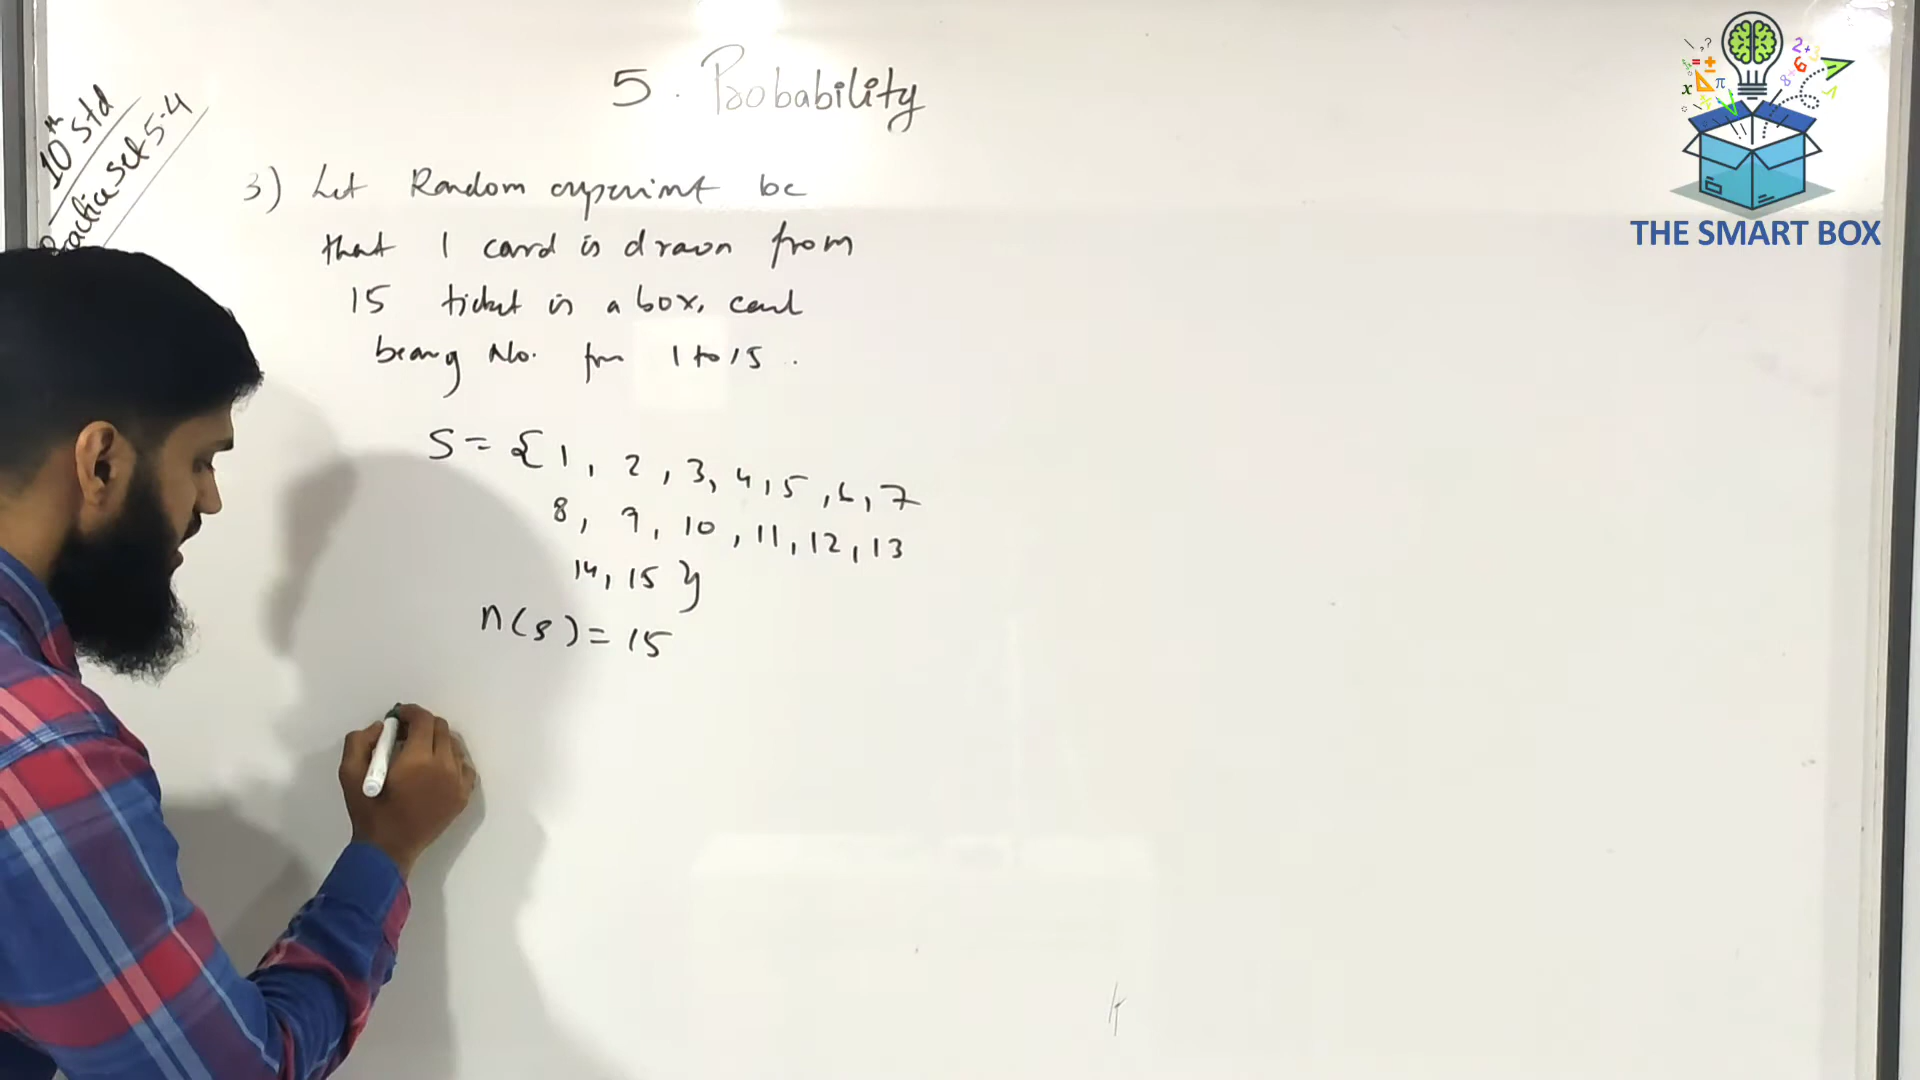 10th std
Practice Set 5.4
5. Probability
3) Let Random experiment be
that 1 card is drawn from
15 ticket in a box, card
bearing No. from 1 to 15.
S = {1, 2, 3, 4, 5, 6, 7
8, 9, 10, 11, 12, 13
14, 15}
n(s) = 15
THE SMART BOX